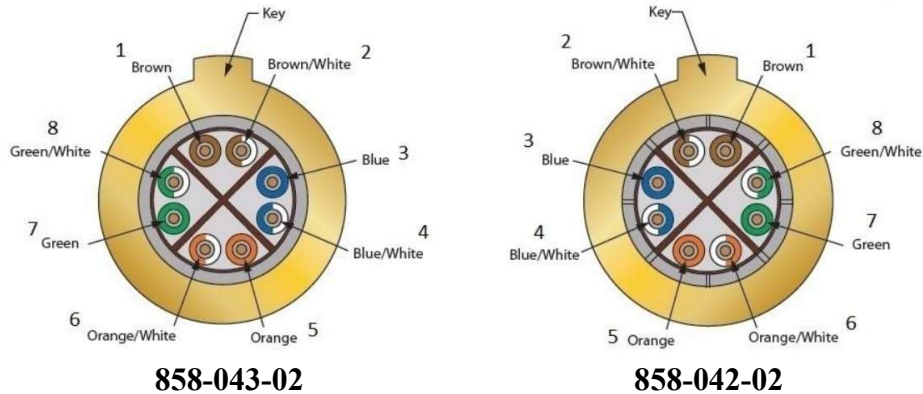 Key
1
Brown
2
Brown/White
8
Green/White
Blue 3
7
Green
4
Blue/White
6
Orange/White
Orange 5
858-043-02
Key
2
Brown/White
1
Brown
3
Blue
8
Green/White
4
Blue/White
7
Green
5 Orange
6
Orange/White
858-042-02